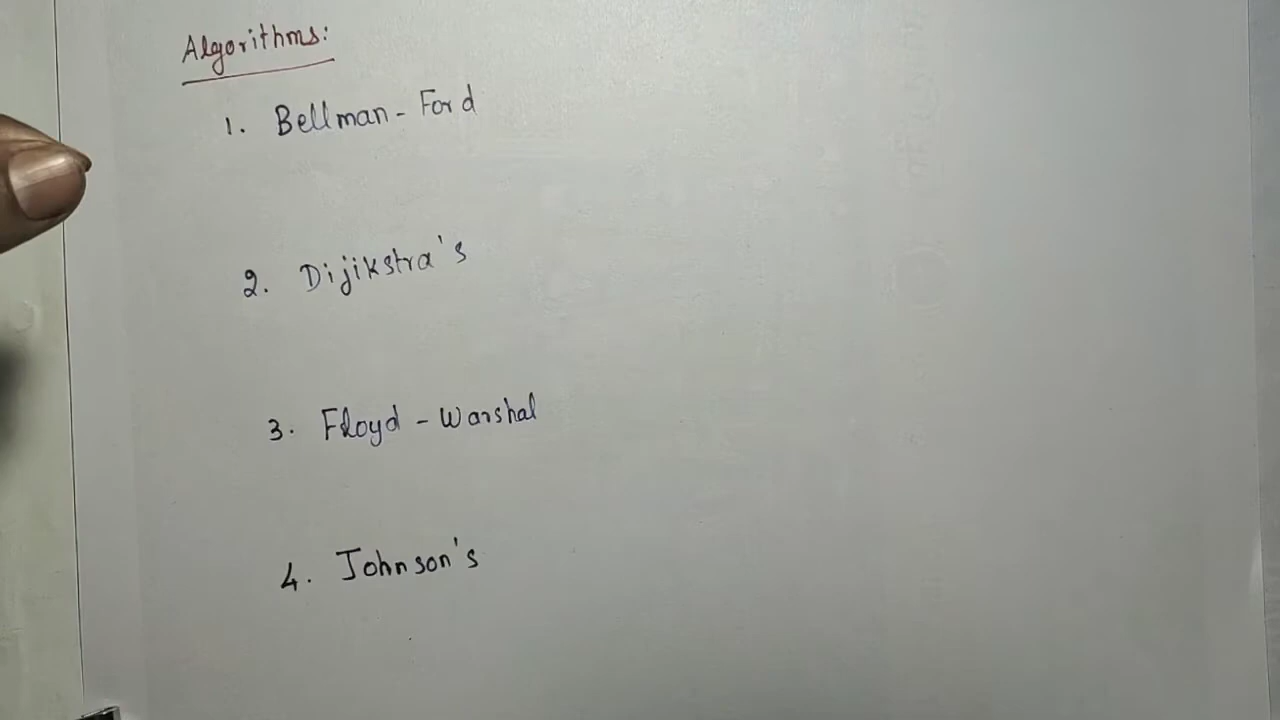 Algorithms:
1. Bellman - Ford
2. Dijikstra's
3. Floyd - Warshal
4. Johnson's